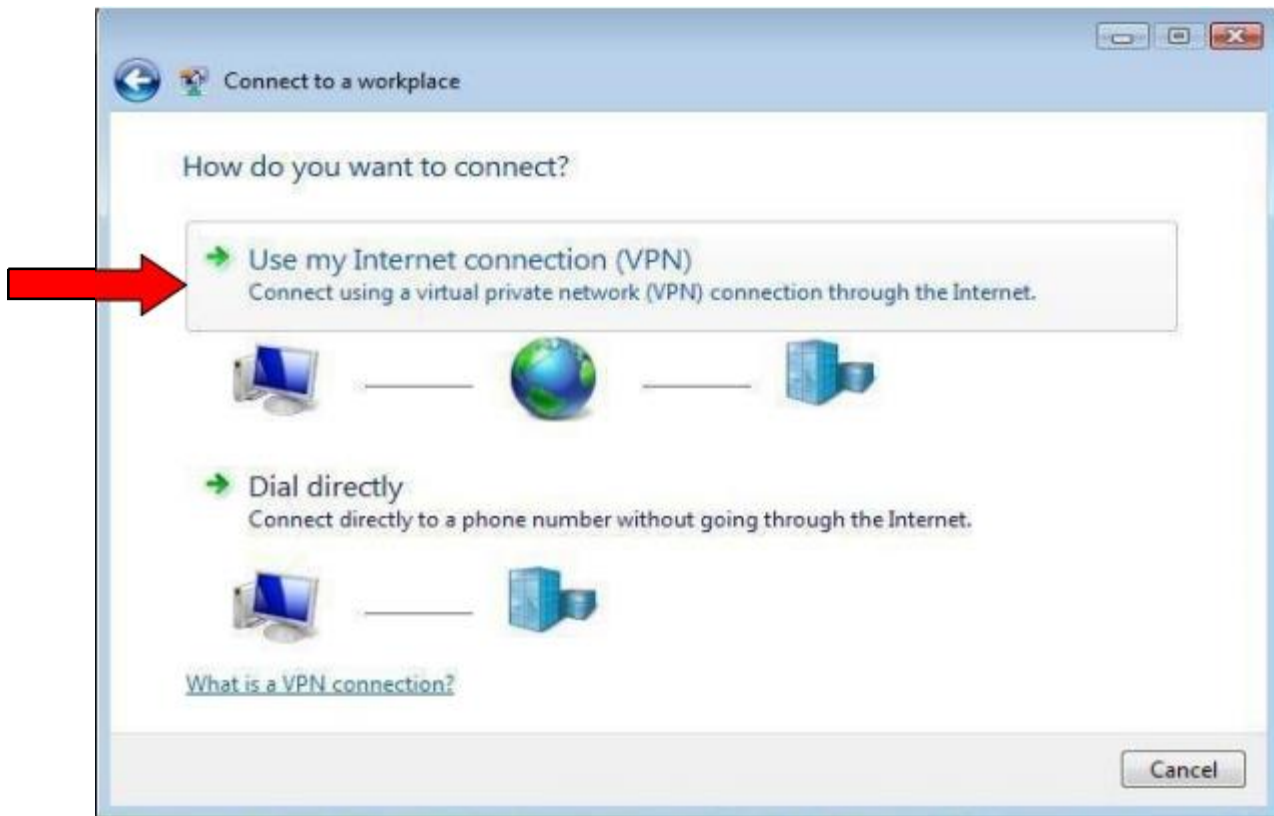 Connect to a workplace
How do you want to connect?
Use my Internet connection (VPN)
Connect using a virtual private network (VPN) connection through the Internet.
Dial directly
Connect directly to a phone number without going through the Internet.
What is a VPN connection?
Cancel